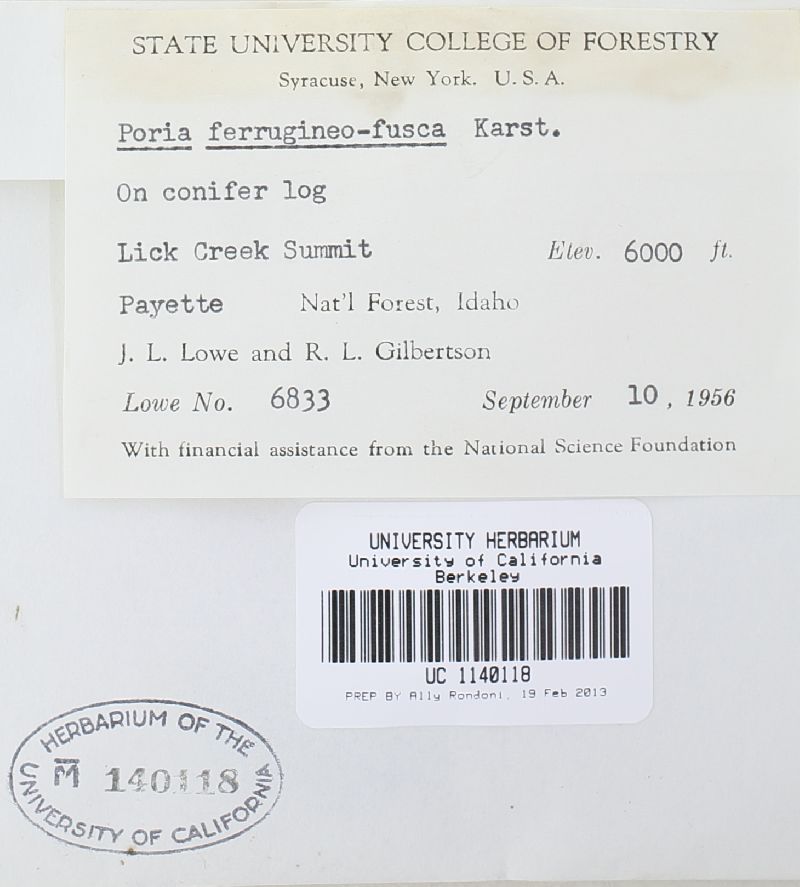 STATE UNIVERSITY COLLEGE OF FORESTRY
Syracuse, New York. U. S. A.
Poria ferrugineo-fusca Karst.
On conifer log
Lick Creek Summit Elev. 6000 ft.
Payette Nat'l Forest, Idaho
J. L. Lowe and R. L. Gilbertson
Lowe No. 6833 September 10, 1956
With financial assistance from the National Science Foundation
UNIVERSITY HERBARIUM
University of California
Berkeley
UC 1140118
PREP BY Ally Rondoni, 19 Feb 2013
HERBARIUM OF THE
M̅ 140118
UNIVERSITY OF CALIFORNIA